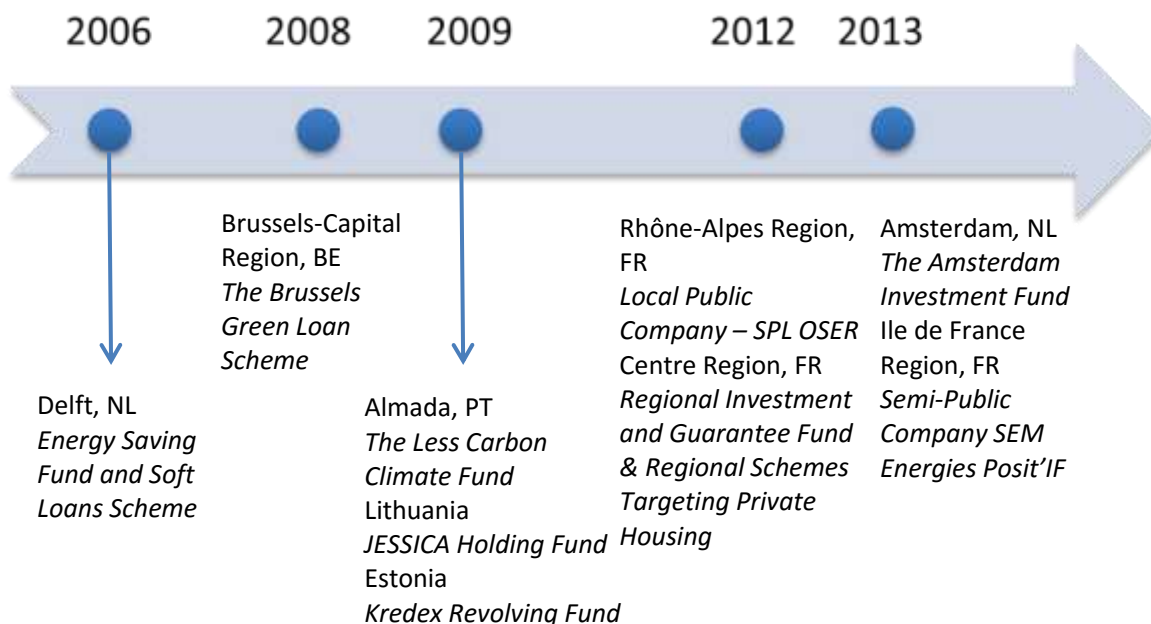 2006
2008
2009
2012
2013
Delft, NL
Energy Saving
Fund and Soft
Loans Scheme
Brussels-Capital
Region, BE
The Brussels
Green Loan
Scheme
Almada, PT
The Less Carbon
Climate Fund
Lithuania
JESSICA Holding Fund
Estonia
Kredex Revolving Fund
Rhône-Alpes Region,
FR
Local Public
Company – SPL OSER
Centre Region, FR
Regional Investment
and Guarantee Fund
& Regional Schemes
Targeting Private
Housing
Amsterdam, NL
The Amsterdam
Investment Fund
Ile de France
Region, FR
Semi-Public
Company SEM
Energies Posit’IF